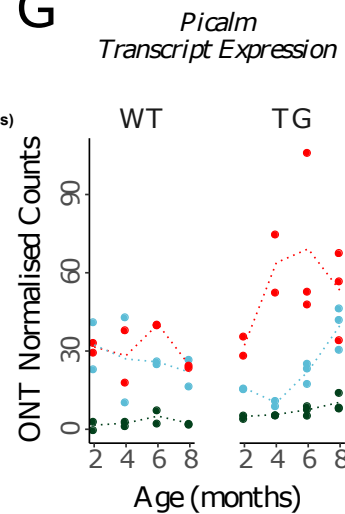 G
Picalm
Transcript Expression
s)
WT
TG
ONT Normalised Counts
90
60
30
0
2 4 6 8
2 4 6 8
Age (months)